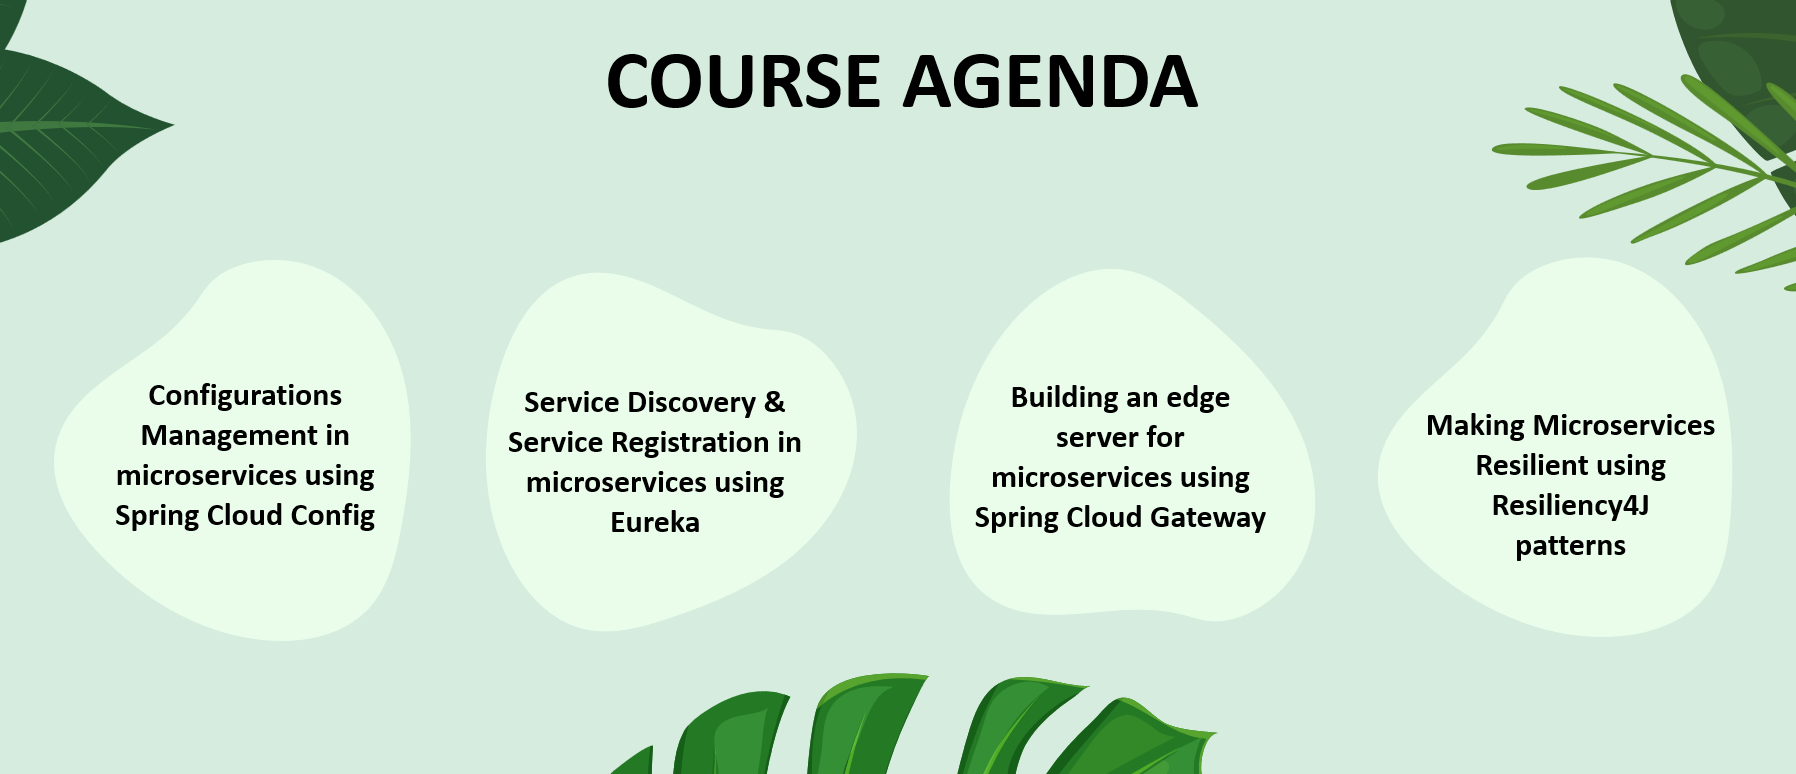 COURSE AGENDA
Configurations
Management in
microservices using
Spring Cloud Config
Service Discovery &
Service Registration in
microservices using
Eureka
Building an edge
server for
microservices using
Spring Cloud Gateway
Making Microservices
Resilient using
Resiliency4J
patterns